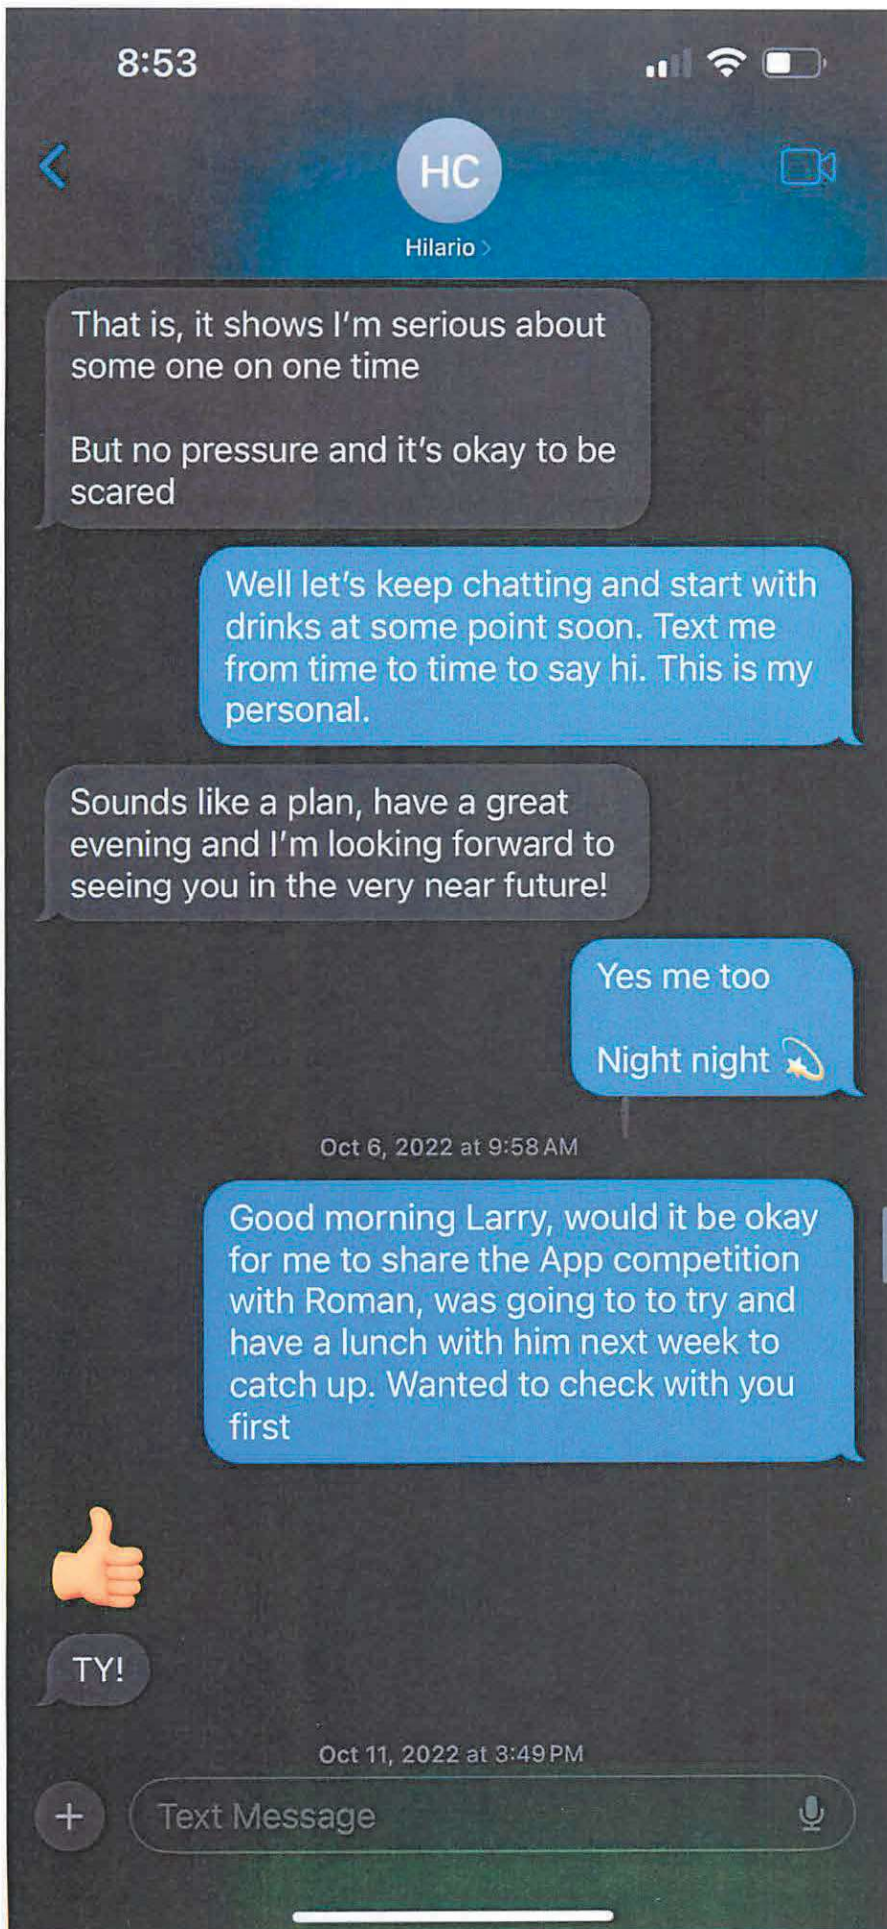 8:53
HC
Hilario >
That is, it shows I'm serious about
some one on one time
But no pressure and it's okay to be
scared
Well let's keep chatting and start with
drinks at some point soon. Text me
from time to time to say hi. This is my
personal.
Sounds like a plan, have a great
evening and I'm looking forward to
seeing you in the very near future!
Yes me too
Night night 💫
Oct 6, 2022 at 9:58 AM
Good morning Larry, would it be okay
for me to share the App competition
with Roman, was going to to try and
have a lunch with him next week to
catch up. Wanted to check with you
first
👍🏼
TY!
Oct 11, 2022 at 3:49 PM
+ Text Message